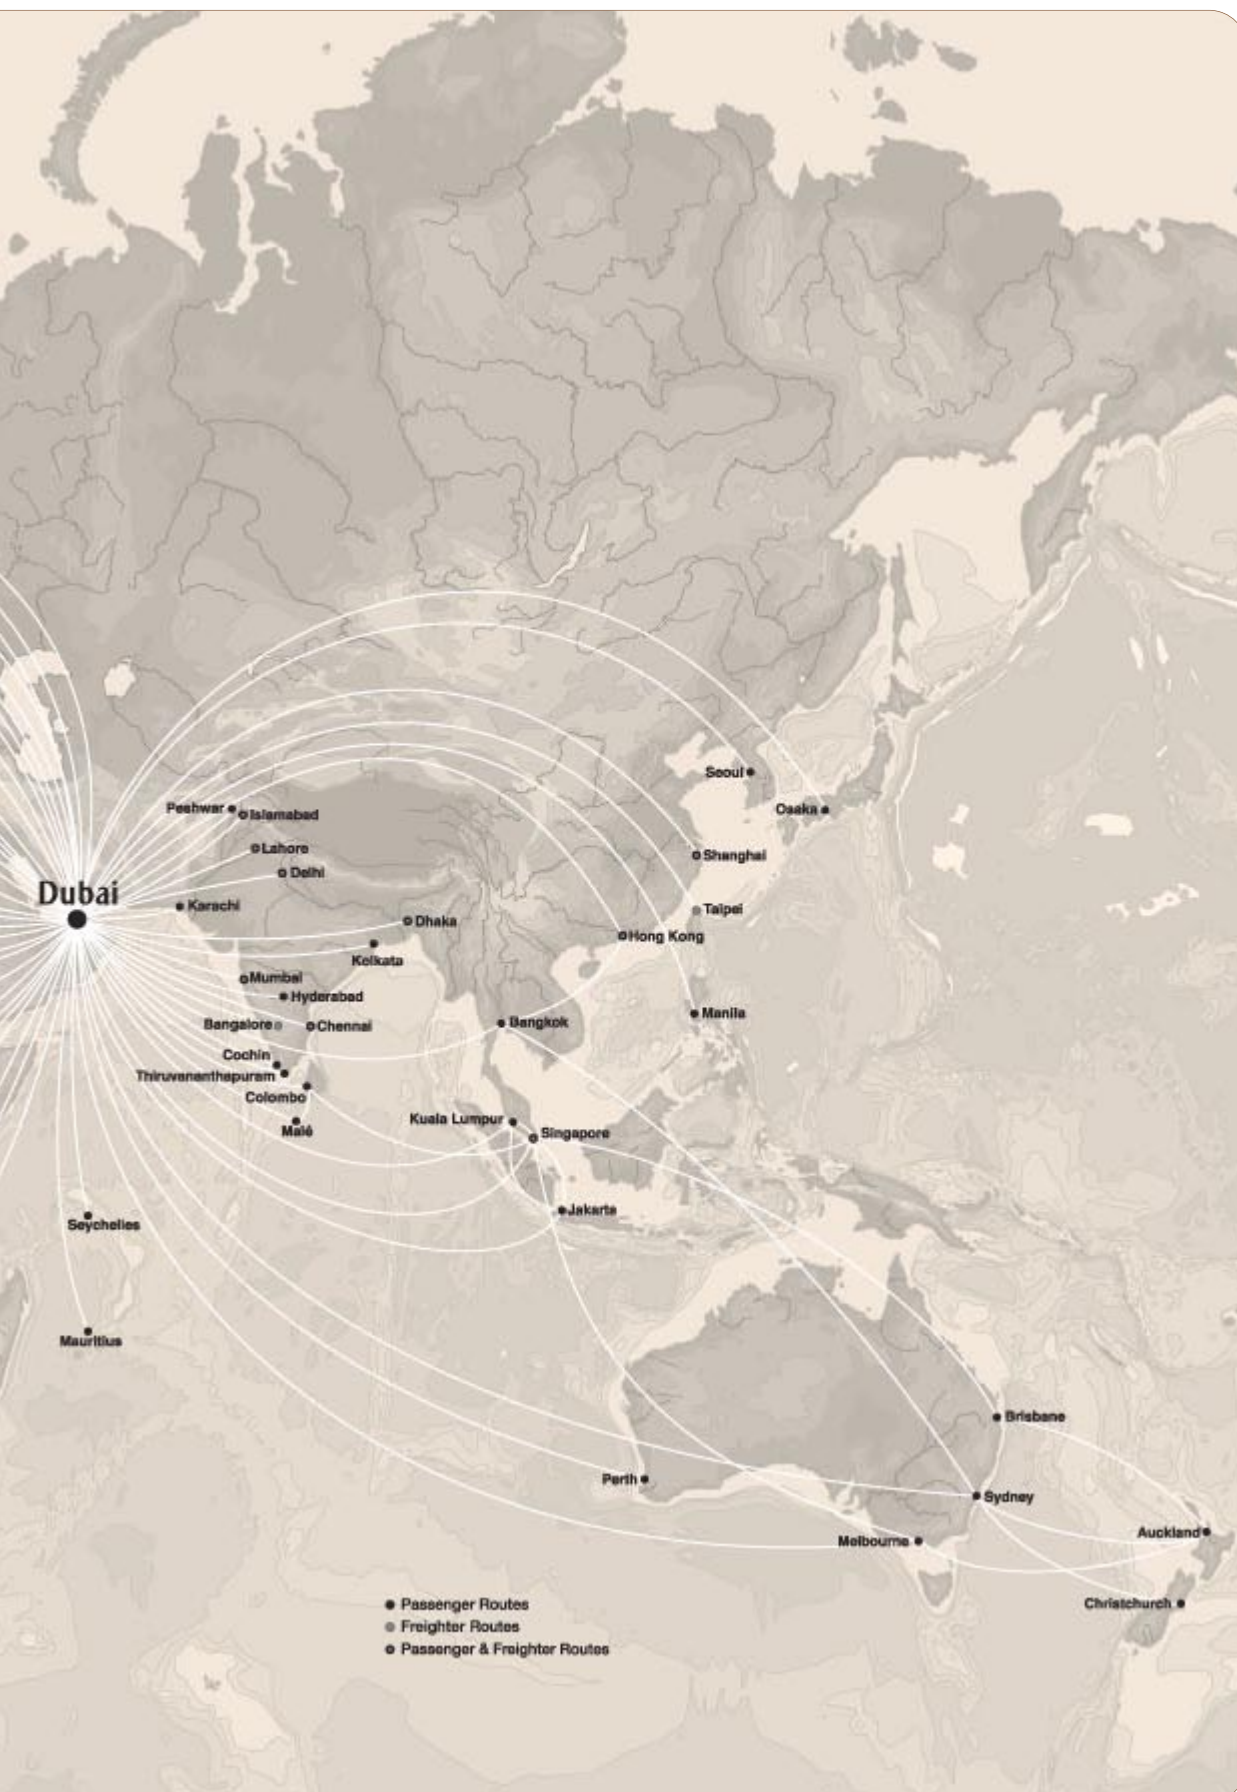 Seoul
Osaka
Peshwar
Islamabad
Lahore
Shanghai
Delhi
Dubai
Karachi
Taipei
Dhaka
Hong Kong
Kolkata
Mumbai
Hyderabad
Manila
Bangalore
Chennai
Bangkok
Cochin
Thiruvananthapuram
Colombo
Kuala Lumpur
Malé
Singapore
Jakarta
Seychelles
Mauritius
Brisbane
Perth
Sydney
Auckland
Melbourne
Christchurch
Passenger Routes
Freighter Routes
Passenger & Freighter Routes